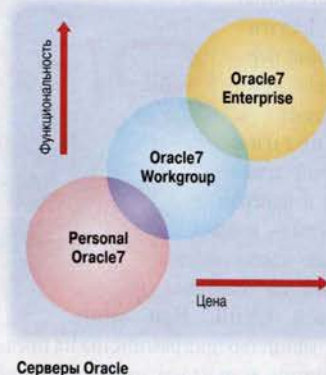 Функциональность
Oracle7
Enterprise
Oracle7
Workgroup
Personal
Oracle7
Цена
Серверы Oracle